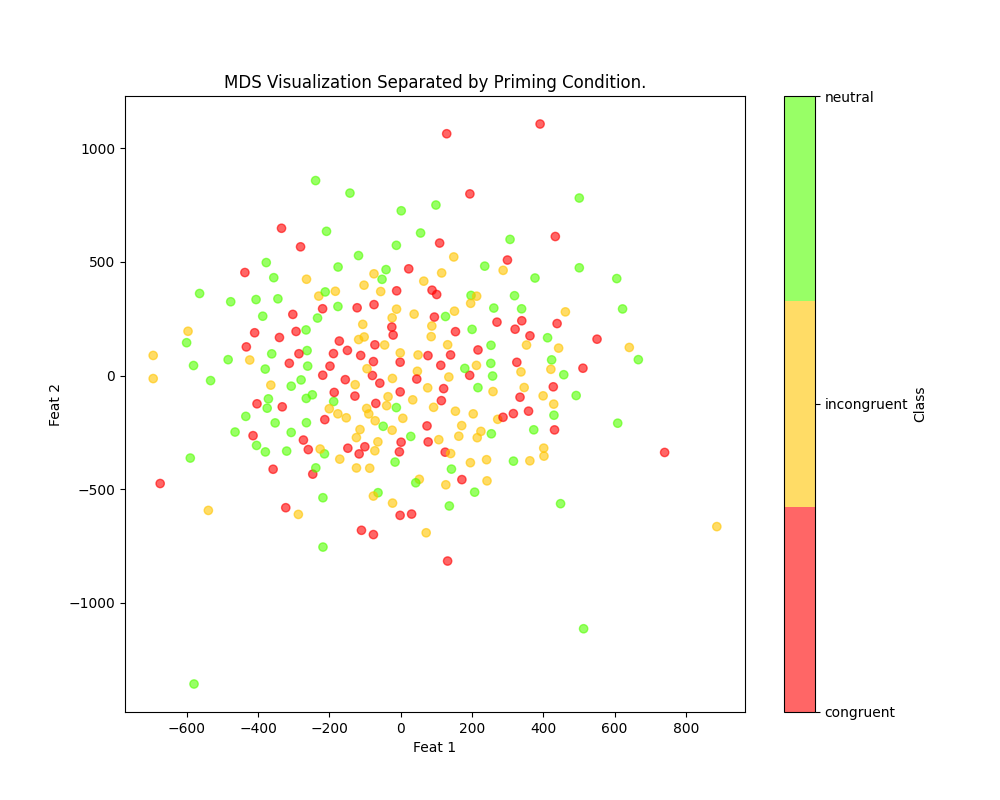 MDS Visualization Separated by Priming Condition.
1000
500
0
−500
−1000
Feat 2
−600
−400
−200
0
200
400
600
800
Feat 1
neutral
incongruent
congruent
Class